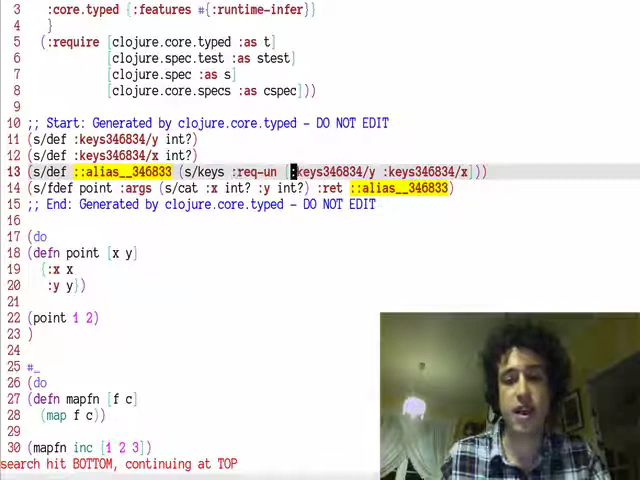 3 :core.typed {:features #{:runtime-infer}}
4 }
5 (:require [clojure.core.typed :as t]
6 [clojure.spec.test :as stest]
7 [clojure.spec :as s]
8 [clojure.core.specs :as cspec]))
9
10 ;; Start: Generated by clojure.core.typed - DO NOT EDIT
11 (s/def :keys346834/y int?)
12 (s/def :keys346834/x int?)
13 (s/def ::alias__346833 (s/keys :req-un [:keys346834/y :keys346834/x]))
14 (s/fdef point :args (s/cat :x int? :y int?) :ret ::alias__346833)
15 ;; End: Generated by clojure.core.typed - DO NOT EDIT
16
17 (do
18 (defn point [x y]
19 {:x x
20 :y y})
21
22 (point 1 2)
23 )
24
25 #_
26 (do
27 (defn mapfn [f c]
28 (map f c))
29
30 (mapfn inc [1 2 3])
search hit BOTTOM, continuing at TOP